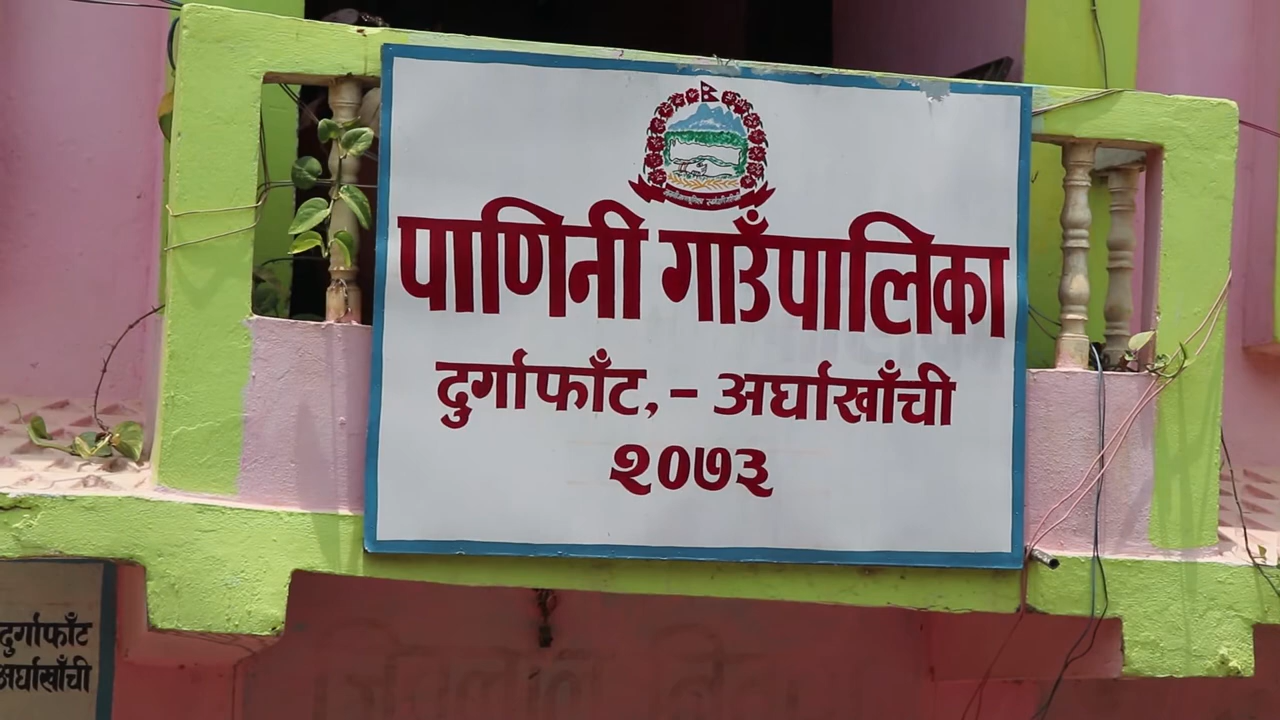 पाणिनी गाउँपालिका
दुर्गाफाँट, - अर्घाखाँची
२०७३
दुर्गाफाँट
अर्घाखाँची